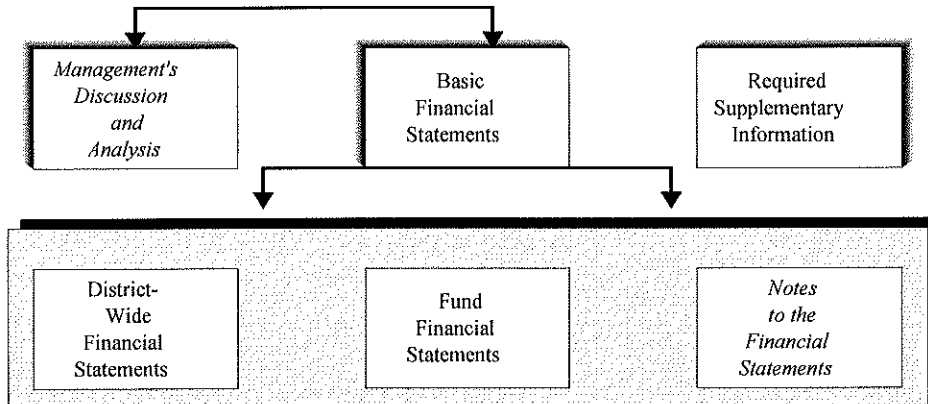 Management's
Discussion
and
Analysis
Basic
Financial
Statements
Required
Supplementary
Information
District-
Wide
Financial
Statements
Fund
Financial
Statements
Notes
to the
Financial
Statements